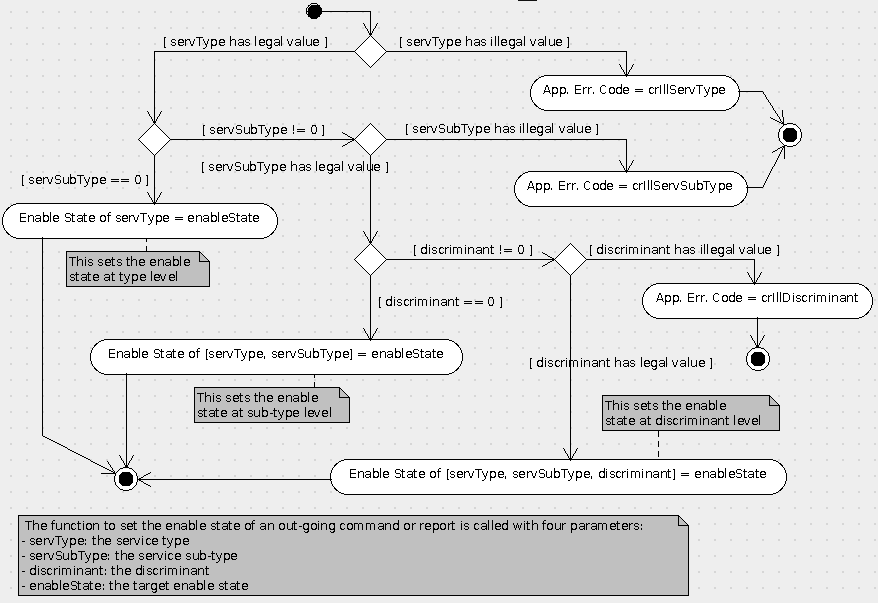 [ servType has legal value ]
[ servType has illegal value ]
App. Err. Code = crIllServType
[ servSubType != 0 ]
[ servSubType has illegal value ]
[ servSubType has legal value ]
[ servSubType == 0 ]
App. Err. Code = crIllServSubType
Enable State of servType = enableState
This sets the enable
state at type level
[ discriminant != 0 ]
[ discriminant has illegal value ]
App. Err. Code = crIllDiscriminant
[ discriminant == 0 ]
Enable State of [servType, servSubType] = enableState
[ discriminant has legal value ]
This sets the enable
state at sub-type level
This sets the enable
state at discriminant level
Enable State of [servType, servSubType, discriminant] = enableState
The function to set the enable state of an out-going command or report is called with four parameters:
- servType: the service type
- servSubType: the service sub-type
- discriminant: the discriminant
- enableState: the target enable state